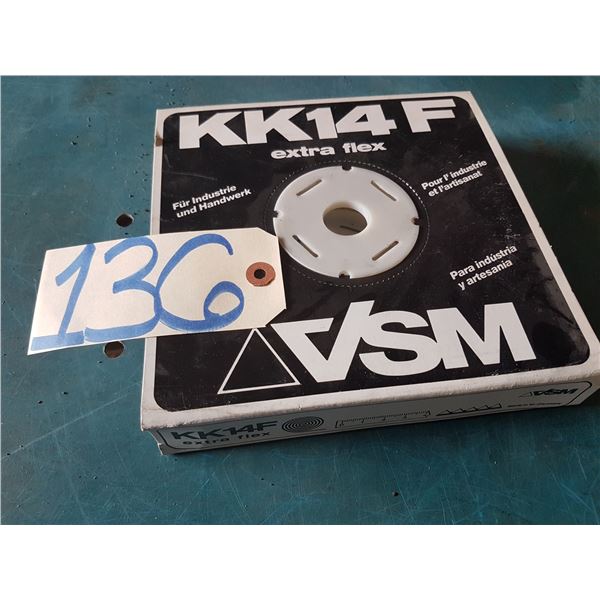 KK14 F
extra flex
Für Industrie
und Handwerk
Pour l' industrie
et l'artisanat
Para indústria
y artesania
136
VSM
KK14F
extra flex
VSM